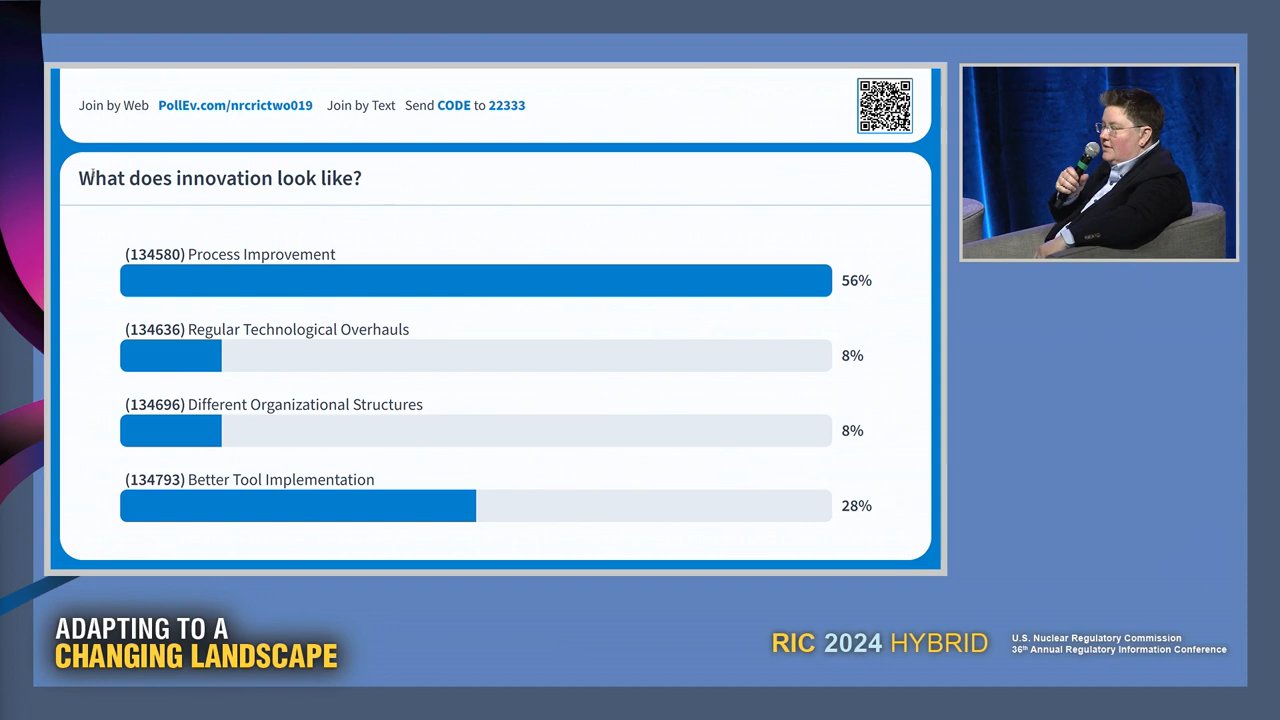 Join by Web PollEv.com/nrcrictwo019 Join by Text Send CODE to 22333
What does innovation look like?
(134580) Process Improvement
56%
(134636) Regular Technological Overhauls
8%
(134696) Different Organizational Structures
8%
(134793) Better Tool Implementation
28%
ADAPTING TO A
CHANGING LANDSCAPE
RIC 2024 HYBRID
U.S. Nuclear Regulatory Commission
36th Annual Regulatory Information Conference